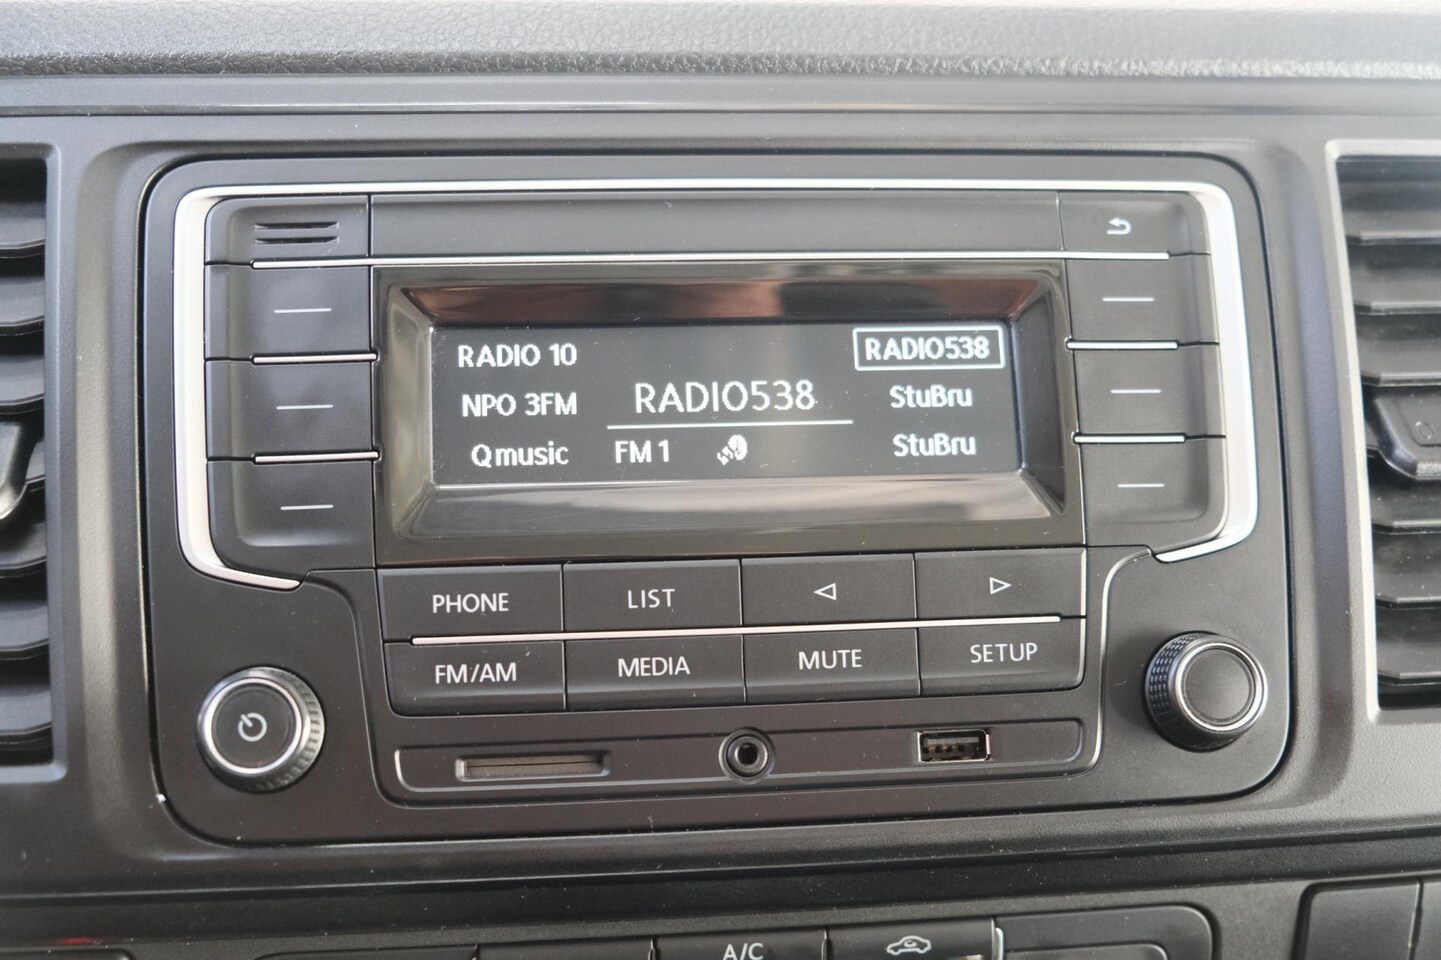 RADIO 10
NPO 3FM
Qmusic
RADIO538
FM 1
RADIO538
StuBru
StuBru
PHONE
LIST
FM/AM
MEDIA
MUTE
SETUP
A/C